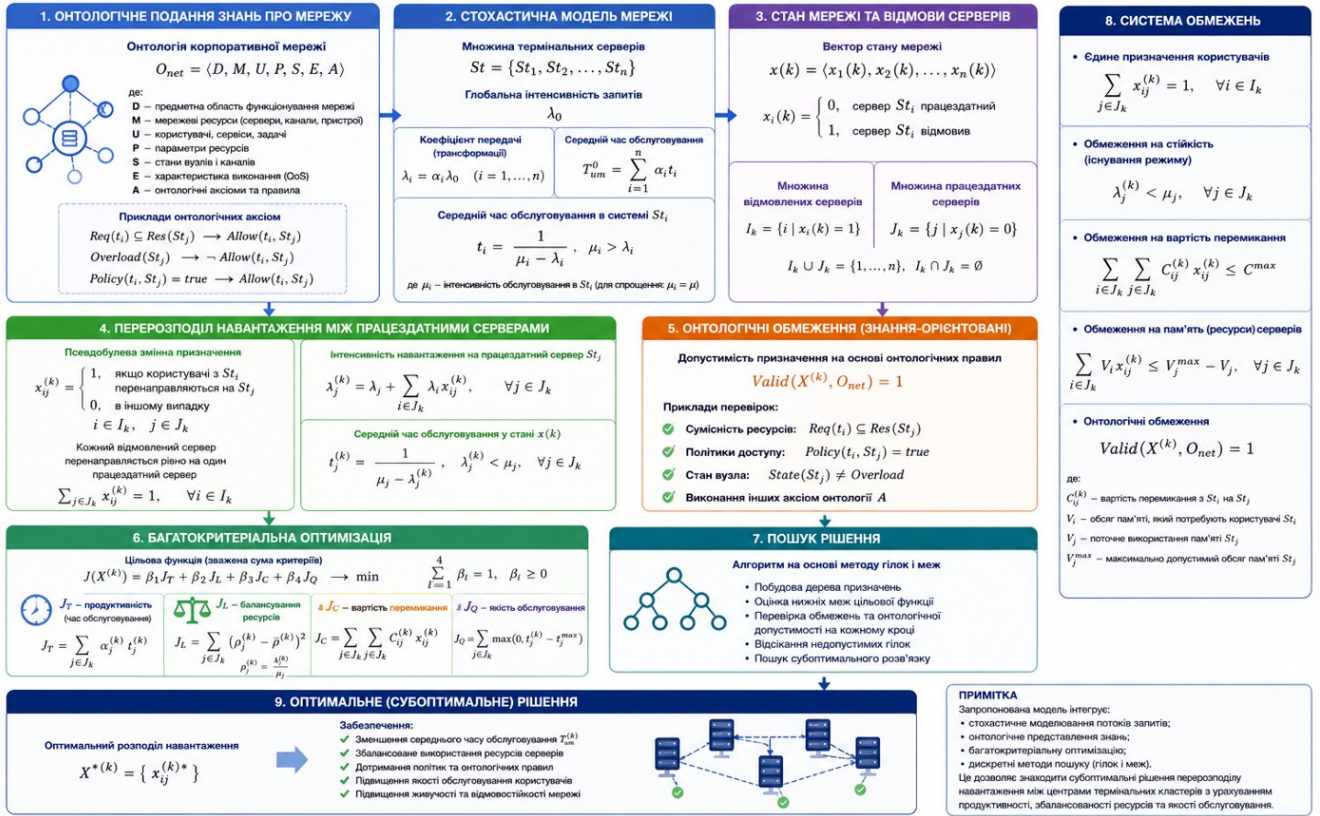 1. ОНТОЛОГІЧНЕ ПОДАННЯ ЗНАНЬ ПРО МЕРЕЖУ
Онтологія корпоративної мережі
O_net = ⟨D, M, U, P, S, E, A⟩
де:
D – предметна область функціонування мережі
M – мережеві ресурси (сервери, канали, пристрої)
U – користувачі, сервіси, задачі
P – параметри ресурсів
S – стани вузлів і каналів
E – характеристика виконання (QoS)
A – онтологічні аксіоми та правила
Приклади онтологічних аксіом
Req(t_i) ⊆ Res(St_j) → Allow(t_i, St_j)
Overload(St_j) → ¬ Allow(t_i, St_j)
Policy(t_i, St_j) = true → Allow(t_i, St_j)
2. СТОХАСТИЧНА МОДЕЛЬ МЕРЕЖІ
Множина термінальних серверів
St = {St_1, St_2, …, St_n}
Глобальна інтенсивність запитів
λ_0
Коефіцієнт передачі
(трансформації)
λ_i = α_i λ_0 (i = 1, …, n)
Середній час обслуговування
T_um^0 = ∑_{i=1}^{n} α_i t_i
Середній час обслуговування в системі St_i
t_i = 1 / (μ_i − λ_i) , μ_i > λ_i
де μ_i – інтенсивність обслуговування в St_i (для спрощення: μ_i = μ)
3. СТАН МЕРЕЖІ ТА ВІДМОВИ СЕРВЕРІВ
Вектор стану мережі
x(k) = ⟨x_1(k), x_2(k), …, x_n(k)⟩
x_i(k) = { 0, сервер St_i працездатний
1, сервер St_i відмовив
Множина
відмовлених серверів
I_k = {i | x_i(k) = 1}
Множина працездатних
серверів
J_k = {j | x_j(k) = 0}
I_k ∪ J_k = {1, …, n}, I_k ∩ J_k = ∅
4. ПЕРЕРОЗПОДІЛ НАВАНТАЖЕННЯ МІЖ ПРАЦЕЗДАТНИМИ СЕРВЕРАМИ
Псевдобулева змінна призначення
x_ij^(k) = { 1, якщо користувачі з St_i
перенаправляються на St_j
0, в іншому випадку
i ∈ I_k, j ∈ J_k
Кожний відмовлений сервер
перенаправляється рівно на один
працездатний сервер
∑_{j∈J_k} x_ij^(k) = 1, ∀i ∈ I_k
Інтенсивність навантаження на працездатний сервер St_j
λ_j^(k) = λ_j + ∑_{i∈J_k} λ_i x_ij^(k), ∀j ∈ J_k
Середній час обслуговування у стані x(k)
t_j^(k) = 1 / (μ_j − λ_j^(k)) , λ_j^(k) < μ_j, ∀j ∈ J_k
5. ОНТОЛОГІЧНІ ОБМЕЖЕННЯ (ЗНАННЯ-ОРІЄНТОВАНІ)
Допустимість призначення на основі онтологічних правил
Valid(X^(k), O_net) = 1
Приклади перевірок:
Сумісність ресурсів: Req(t_i) ⊆ Res(St_j)
Політики доступу: Policy(t_i, St_j) = true
Стан вузла: State(St_j) ≠ Overload
Виконання інших аксіом онтології A
6. БАГАТОКРИТЕРІАЛЬНА ОПТИМІЗАЦІЯ
Цільова функція (зважена сума критеріїв)
J(X^(k)) = β_1 J_T + β_2 J_L + β_3 J_C + β_4 J_Q → min ∑_{l=1}^{4} β_l = 1, β_l ≥ 0
J_T – продуктивність
(час обслуговування)
J_T = ∑_{j∈J_k} α_j^(k) t_j^(k)
J_L – балансування
ресурсів
J_L = ∑_{j∈J_k} (ρ_j^(k) − ρ̄^(k))^2
ρ_j^(k) = λ_j^(k) / μ_j
J_C – вартість перемикання
J_C = ∑_{j∈J_k} ∑_{j∈J_k} C_ij^(k) x_ij^(k)
J_Q – якість обслуговування
J_Q = ∑_{j∈J_k} max(0, t_j^(k) − t_j^max)
7. ПОШУК РІШЕННЯ
Алгоритм на основі методу гілок і меж
• Побудова дерева призначень
• Оцінка нижніх меж цільової функції
• Перевірка обмежень та онтологічної
допустимості на кожному кроці
• Відсікання недопустимих гілок
• Пошук субоптимального розв'язку
8. СИСТЕМА ОБМЕЖЕНЬ
• Єдине призначення користувачів
∑_{j∈J_k} x_ij^(k) = 1, ∀i ∈ I_k
• Обмеження на стійкість
(існування режиму)
λ_j^(k) < μ_j, ∀j ∈ J_k
• Обмеження на вартість перемикання
∑_{i∈J_k} ∑_{j∈J_k} C_ij^(k) x_ij^(k) ≤ C^max
• Обмеження на пам'ять (ресурси) серверів
∑_{i∈J_k} V_i x_ij^(k) ≤ V_j^max − V_j, ∀j ∈ J_k
• Онтологічні обмеження
Valid(X^(k), O_net) = 1
де:
C_ij^(k) – вартість перемикання з St_i на St_j
V_i – обсяг пам'яті, який потребують користувачі St_i
V_j – поточне використання пам'яті St_j
V_j^max – максимально допустимий обсяг пам'яті St_j
9. ОПТИМАЛЬНЕ (СУБОПТИМАЛЬНЕ) РІШЕННЯ
Оптимальний розподіл навантаження
X*^(k) = { x_ij^(k)* }
Забезпечення:
Зменшення середнього часу обслуговування T_um^(k)
Збалансоване використання ресурсів серверів
Дотримання політик та онтологічних правил
Підвищення якості обслуговування користувачів
Підвищення живучості та відмовостійкості мережі
ПРИМІТКА
Запропонована модель інтегрує:
• стохастичне моделювання потоків запитів;
• онтологічне представлення знань;
• багатокритеріальну оптимізацію;
• дискретні методи пошуку (гілок і меж).
Це дозволяє знаходити субоптимальні рішення перерозподілу
навантаження між центрами термінальних кластерів з урахуванням
продуктивності, збалансованості ресурсів та якості обслуговування.